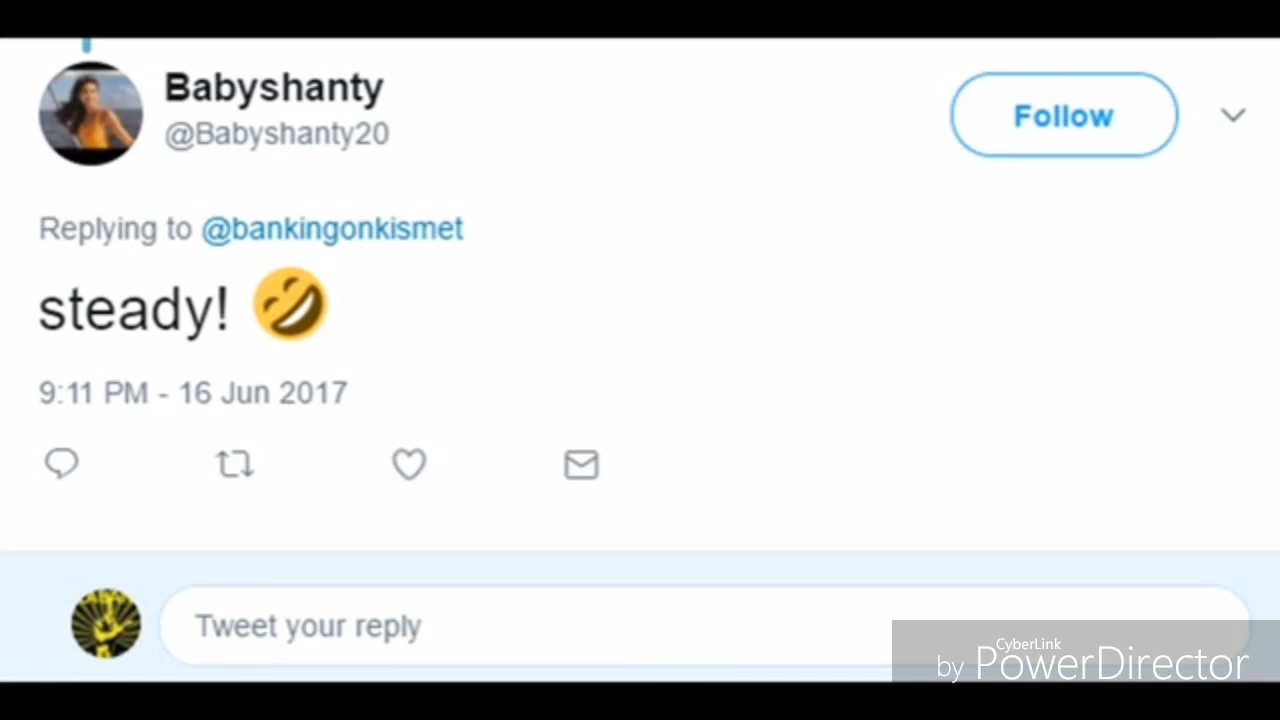 Babyshanty
@Babyshanty20
Follow
Replying to @bankingonkismet
steady! 🤣
9:11 PM - 16 Jun 2017
Tweet your reply
CyberLink
by PowerDirector